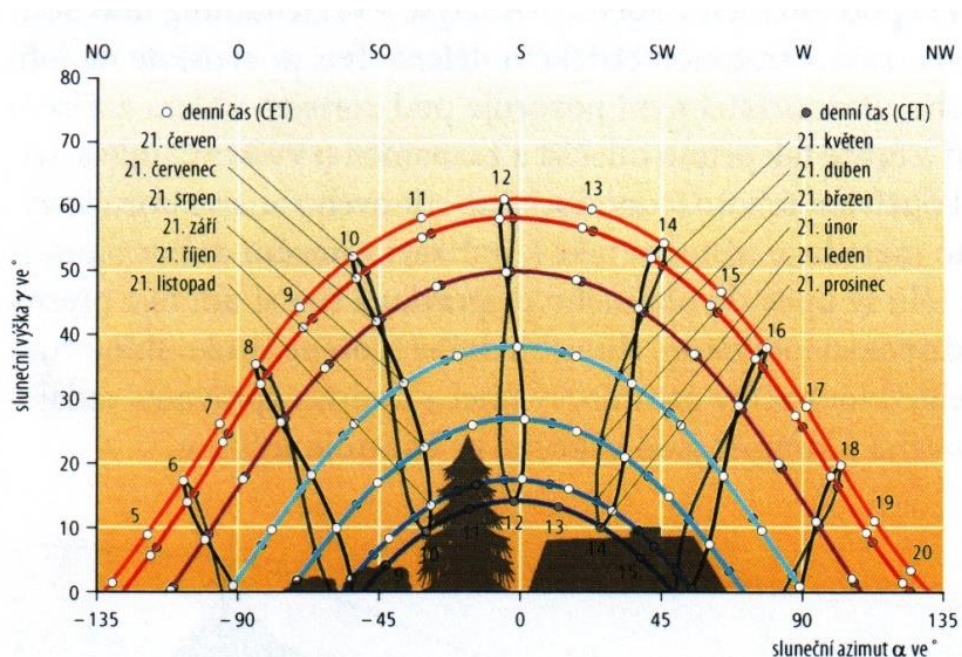 NO O SO S SW W NW
80
denní čas (CET)
21. červen
21. červenec
21. srpen
21. září
21. říjen
21. listopad
denní čas (CET)
21. květen
21. duben
21. březen
21. únor
21. leden
21. prosinec
70
60
50
40
30
20
10
0
sluneční výška γ ve °
5
6
7
8
9
10
11
12
13
14
15
16
17
18
19
20
9
10
11
12
13
14
15
−135 −90 −45 0 45 90 135
sluneční azimut α ve °